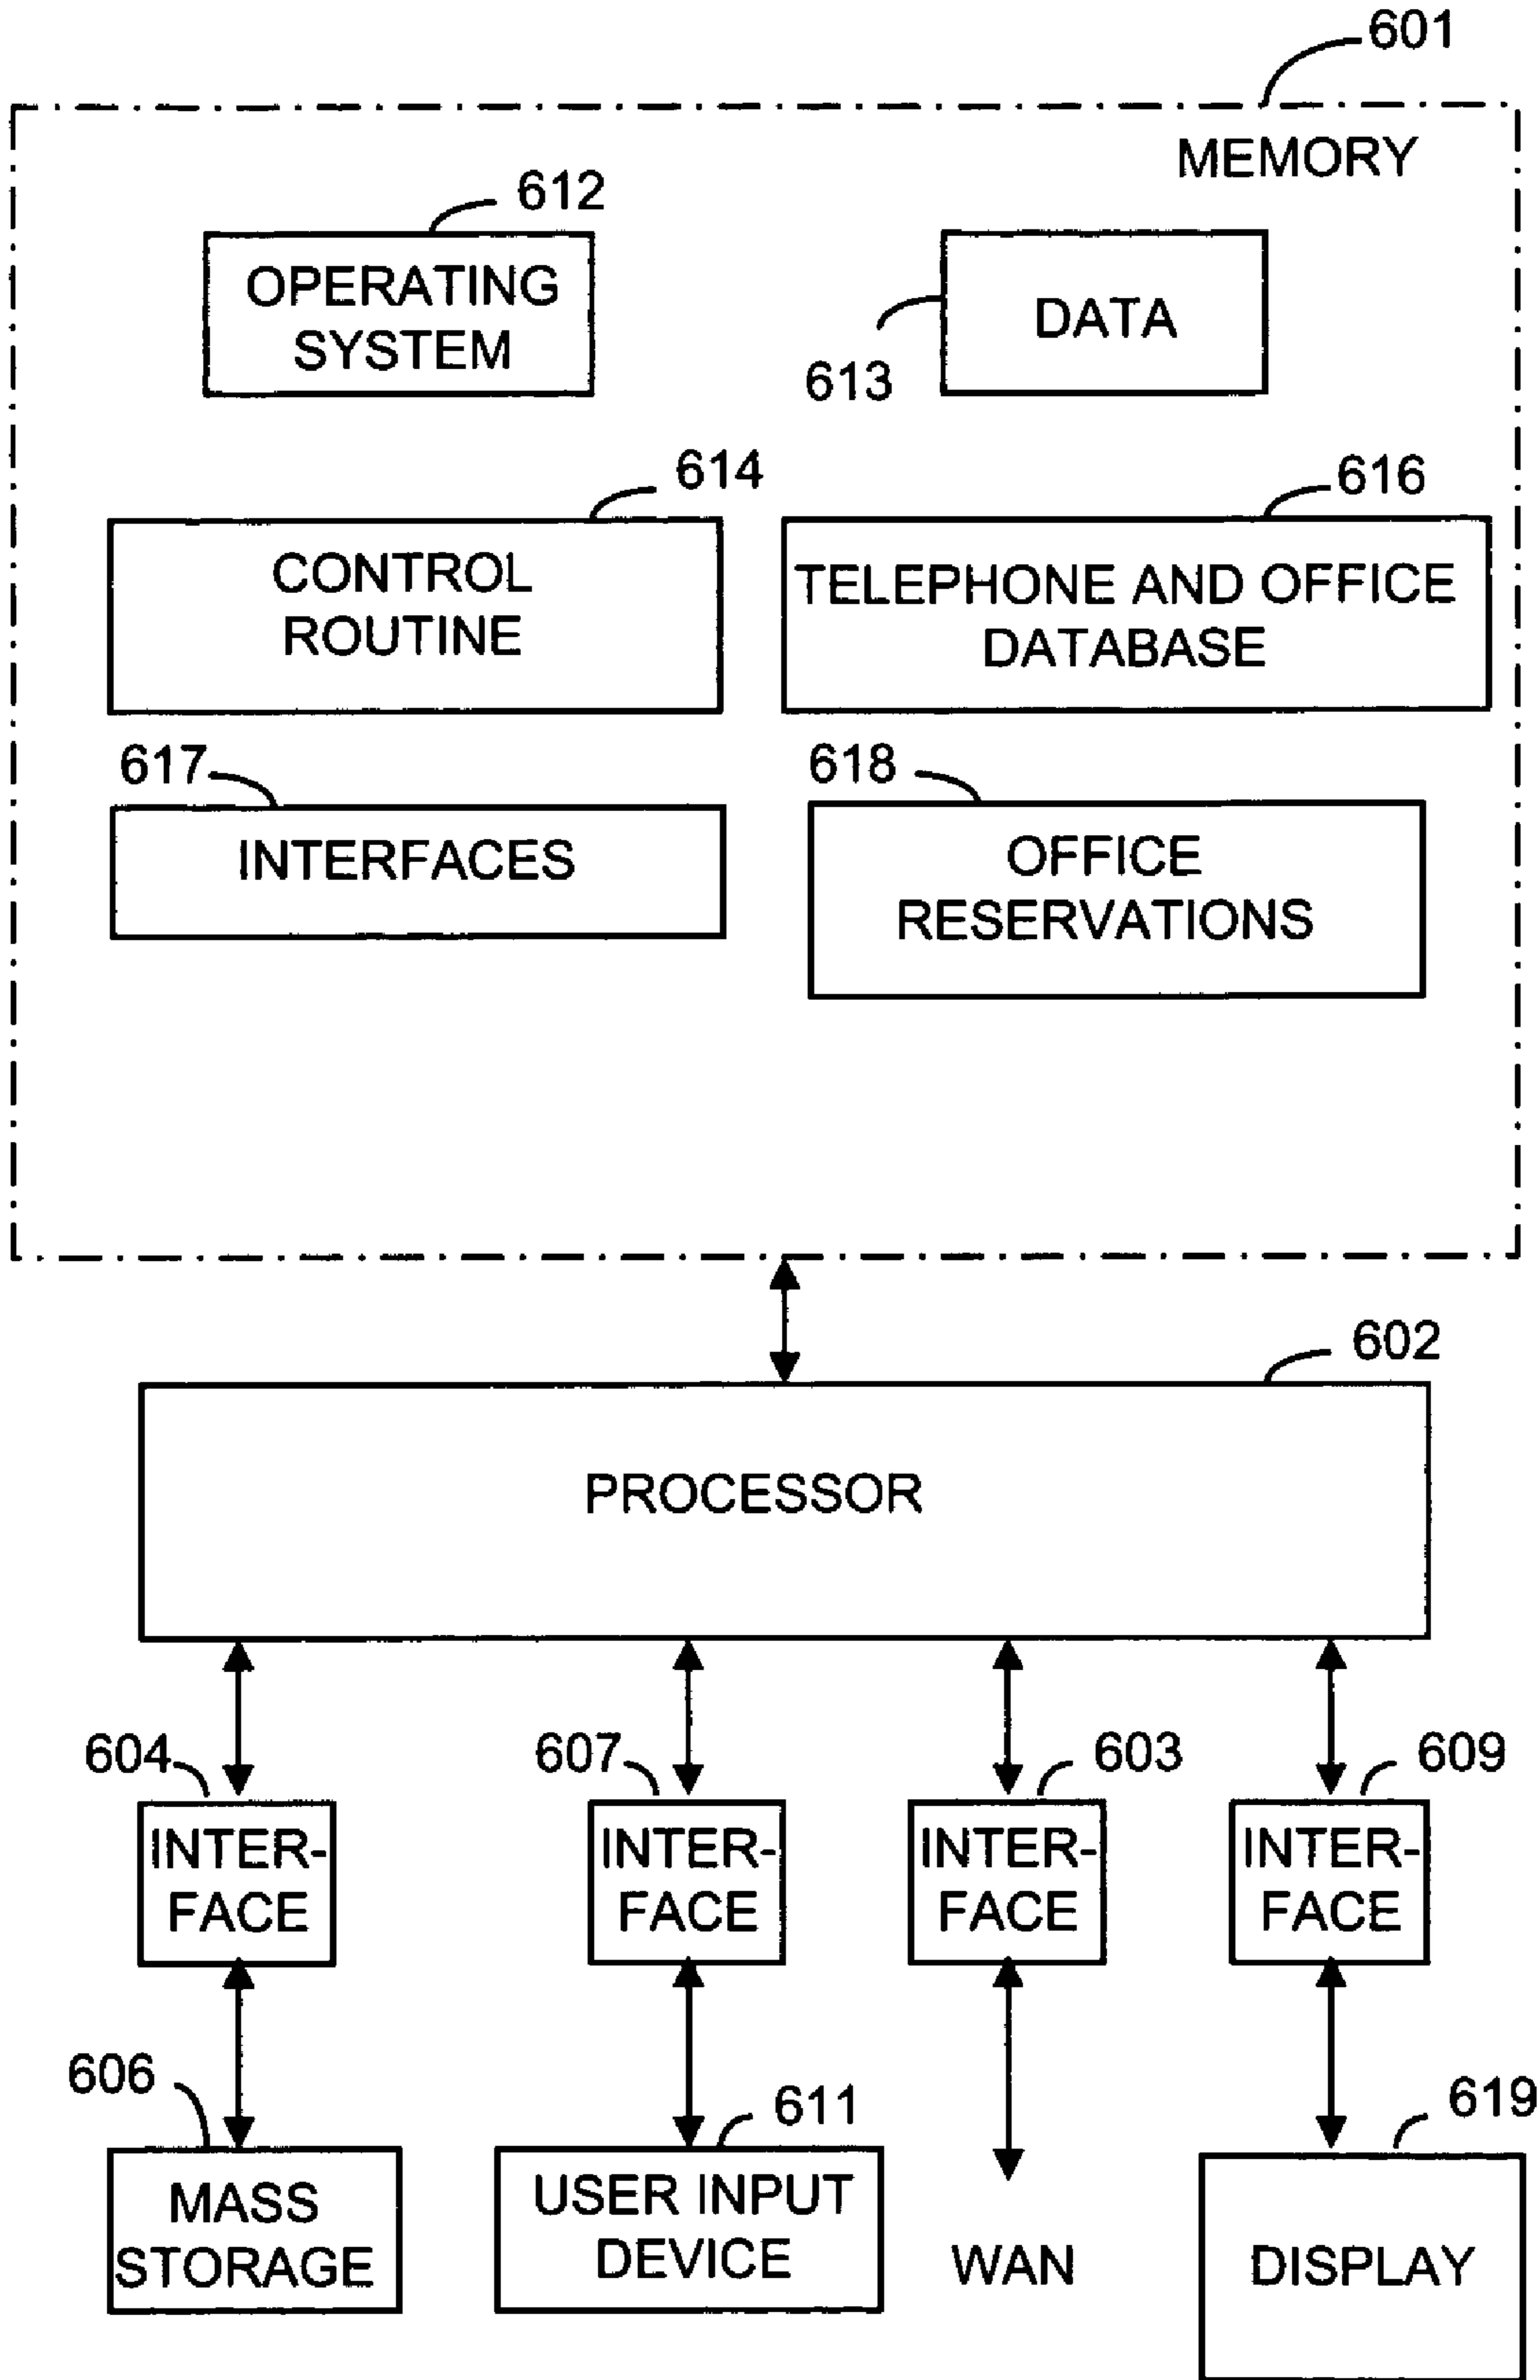 601
MEMORY
612
OPERATING
SYSTEM
DATA
613
614
CONTROL
ROUTINE
616
TELEPHONE AND OFFICE
DATABASE
617
INTERFACES
618
OFFICE
RESERVATIONS
602
PROCESSOR
604
INTER-
FACE
607
INTER-
FACE
603
INTER-
FACE
609
INTER-
FACE
606
MASS
STORAGE
611
USER INPUT
DEVICE
WAN
619
DISPLAY